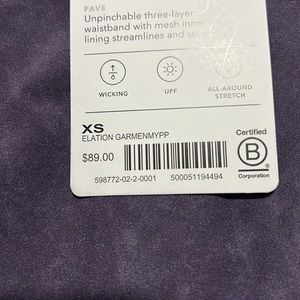 FAVE
Unpinchable three-layer
waistband with mesh inner
lining streamlines and
WICKING
UPF
ALL-AROUND
STRETCH
XS
ELATION GARMENMYPP
$89.00
598772-02-2-0001 500051194494
Certified
B
®
Corporation